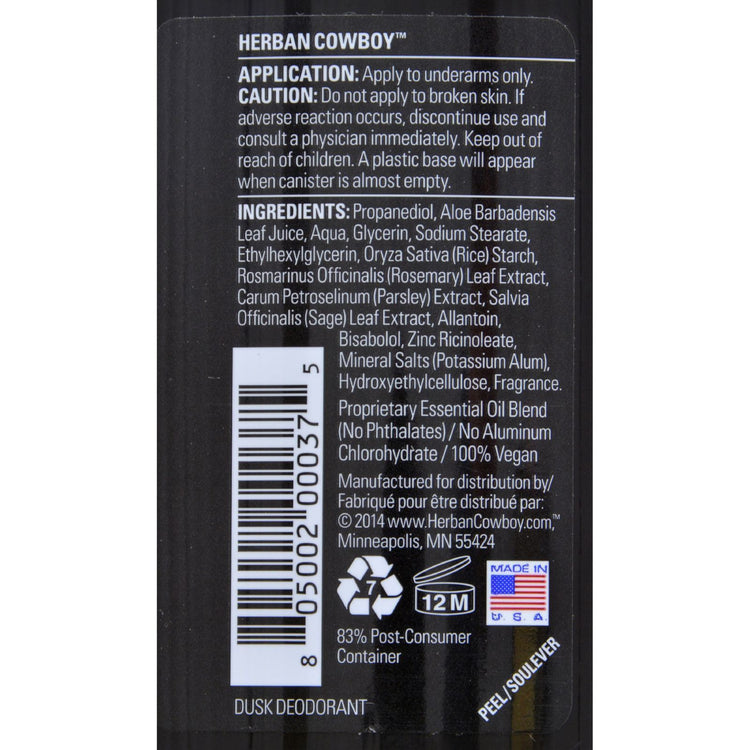 HERBAN COWBOY™
APPLICATION: Apply to underarms only.
CAUTION: Do not apply to broken skin. If
adverse reaction occurs, discontinue use and
consult a physician immediately. Keep out of
reach of children. A plastic base will appear
when canister is almost empty.
INGREDIENTS: Propanediol, Aloe Barbadensis
Leaf Juice, Aqua, Glycerin, Sodium Stearate,
Ethylhexylglycerin, Oryza Sativa (Rice) Starch,
Rosmarinus Officinalis (Rosemary) Leaf Extract,
Carum Petroselinum (Parsley) Extract, Salvia
Officinalis (Sage) Leaf Extract, Allantoin,
Bisabolol, Zinc Ricinoleate,
Mineral Salts (Potassium Alum),
Hydroxyethylcellulose, Fragrance.
Proprietary Essential Oil Blend
(No Phthalates) / No Aluminum
Chlorohydrate / 100% Vegan
Manufactured for distribution by/
Fabriqué pour être distribué par:
© 2014 www.HerbanCowboy.com,™
Minneapolis, MN 55424
8 05002 00037 5
7
12 M
MADE IN
U.S.A.
83% Post-Consumer
Container
PEEL/SOULEVER
DUSK DEODORANT